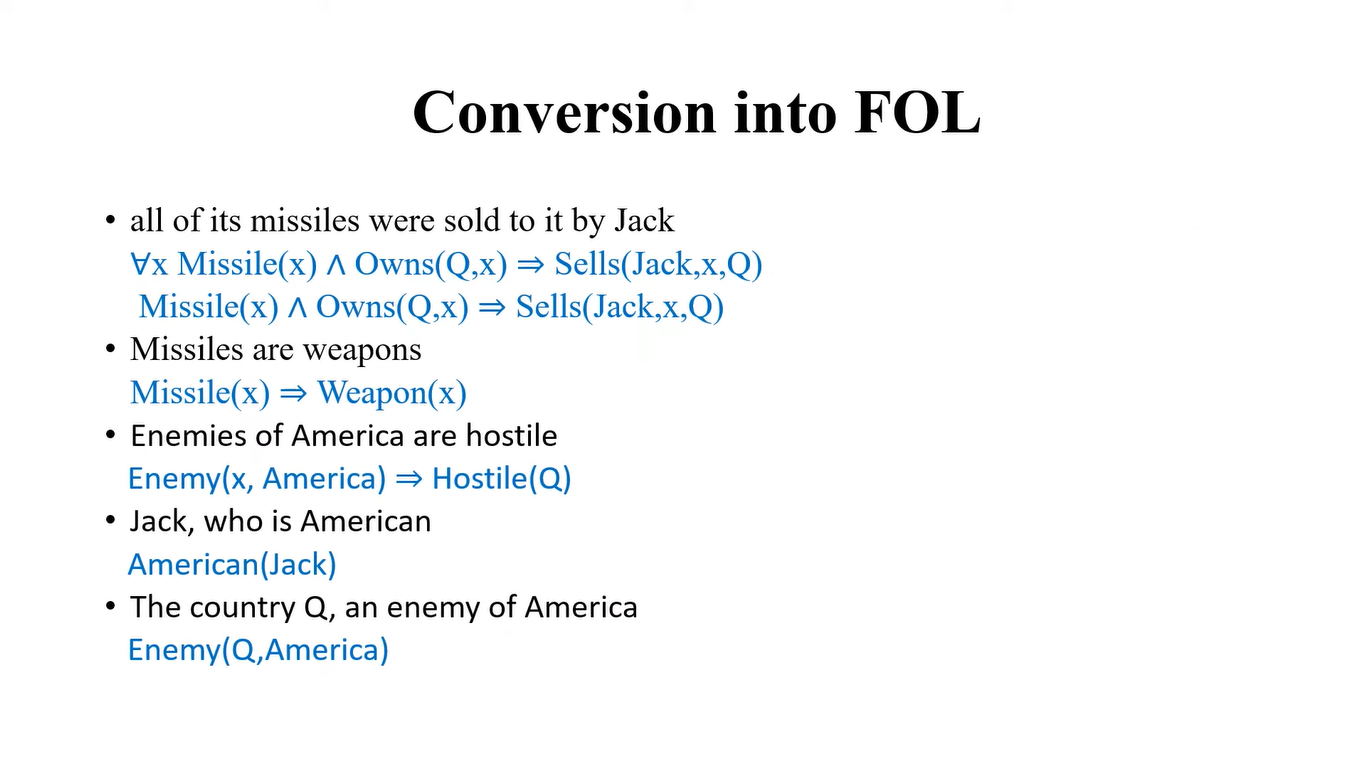 Conversion into FOL
• all of its missiles were sold to it by Jack
∀x Missile(x) ∧ Owns(Q,x) ⇒ Sells(Jack,x,Q)
Missile(x) ∧ Owns(Q,x) ⇒ Sells(Jack,x,Q)
• Missiles are weapons
Missile(x) ⇒ Weapon(x)
• Enemies of America are hostile
Enemy(x, America) ⇒ Hostile(Q)
• Jack, who is American
American(Jack)
• The country Q, an enemy of America
Enemy(Q,America)